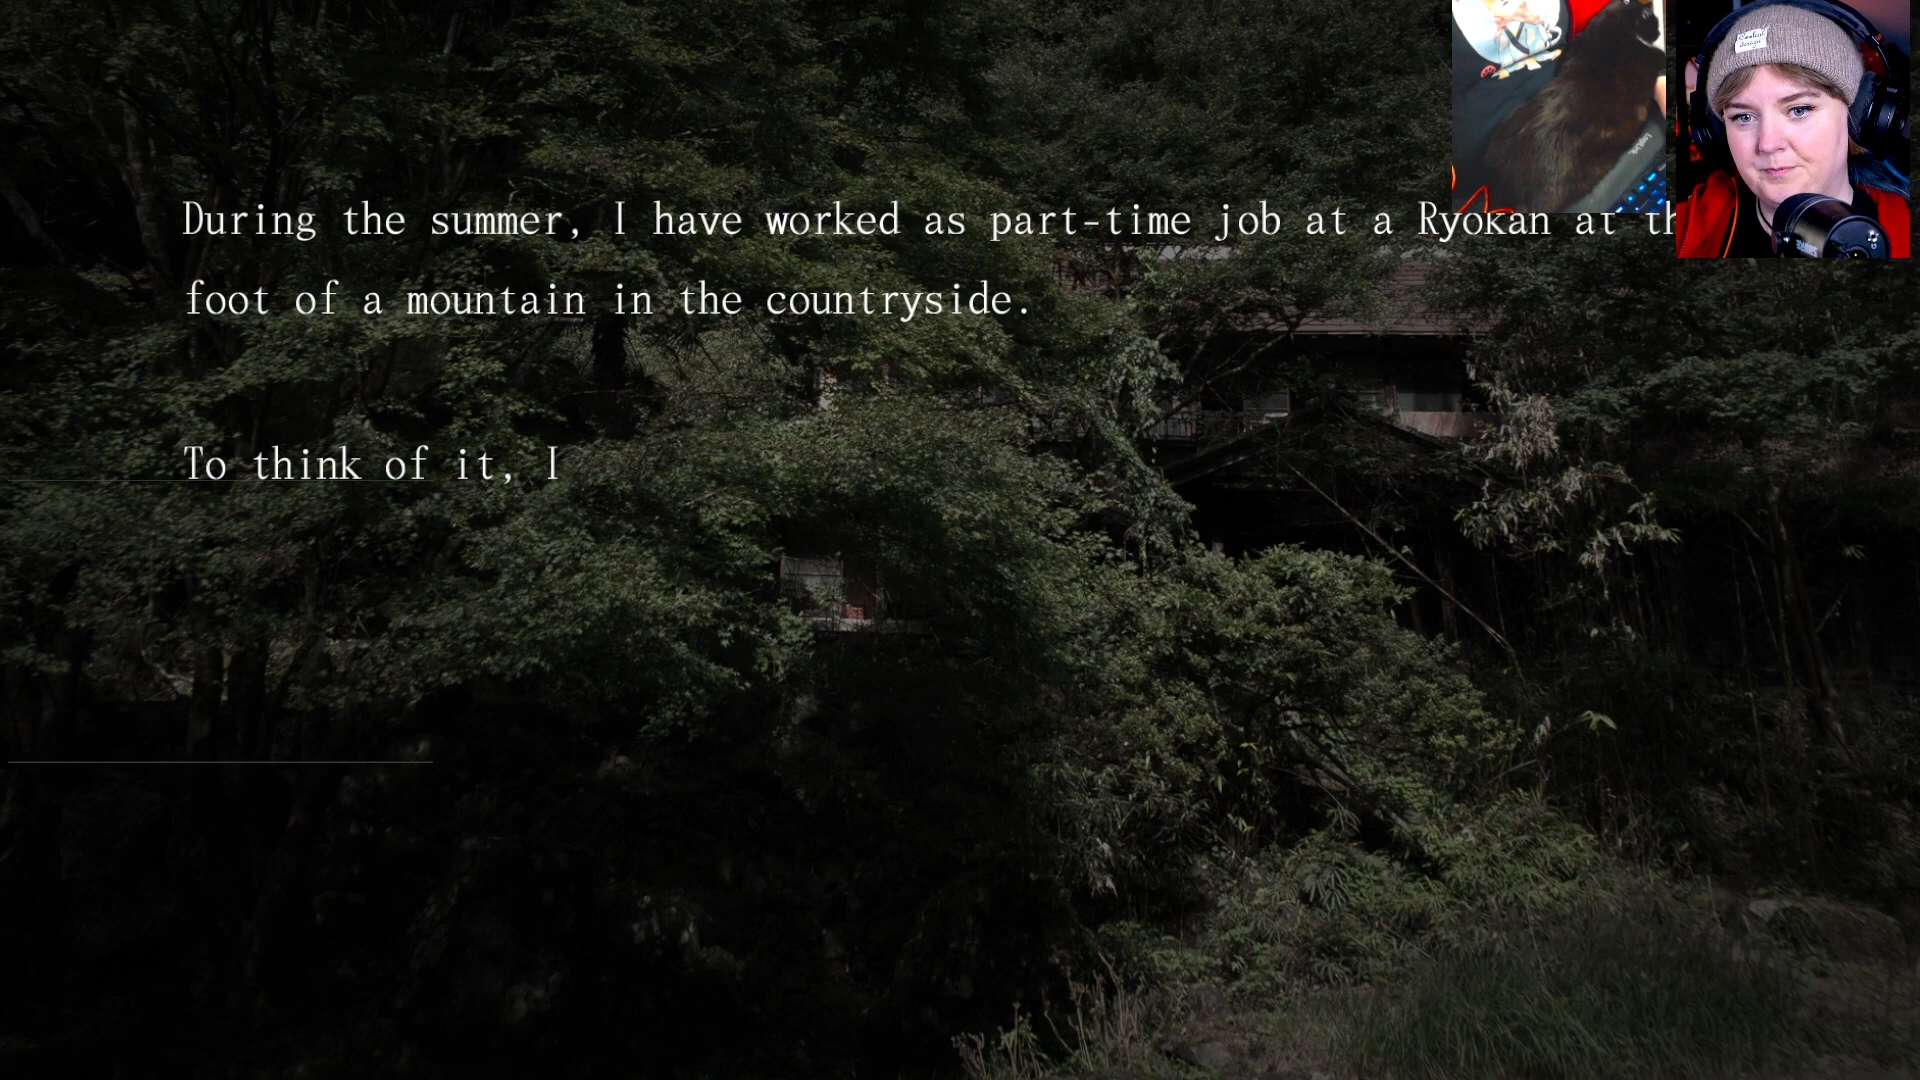 During the summer, I have worked as part-time job at a Ryokan at th
foot of a mountain in the countryside.
To think of it, I